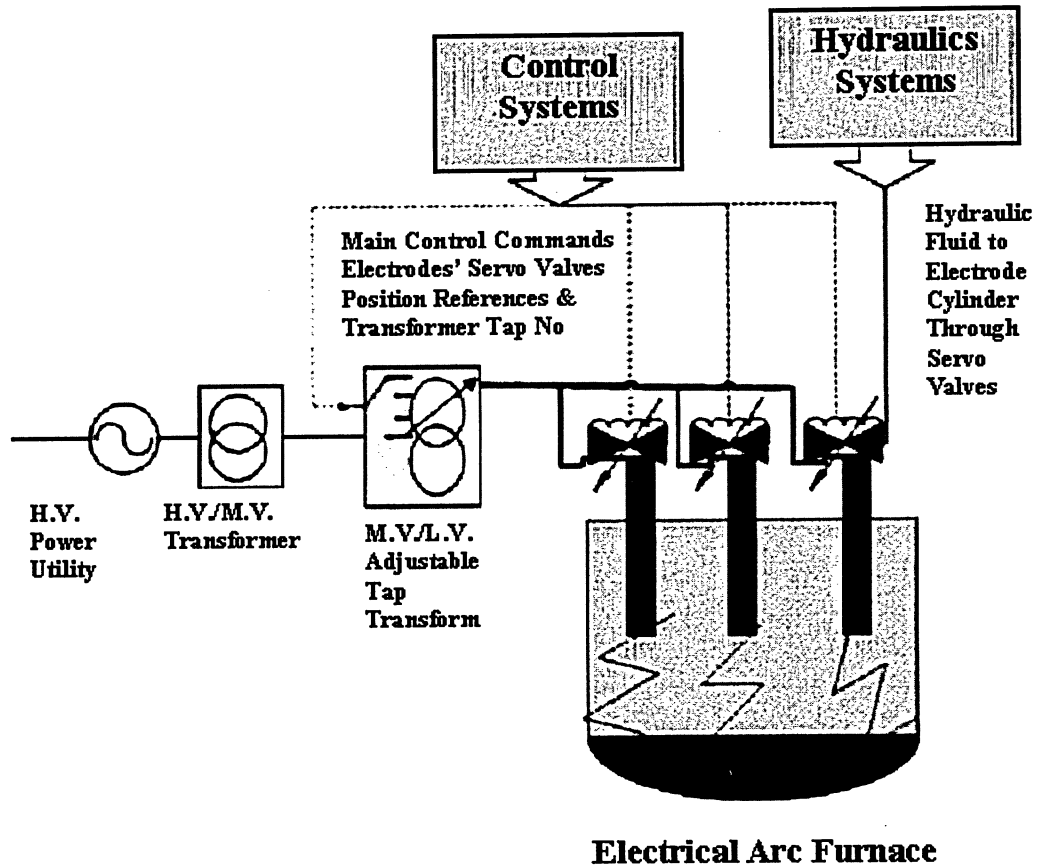 Control
Systems
Hydraulics
Systems
Main Control Commands
Electrodes' Servo Valves
Position References &
Transformer Tap No
Hydraulic
Fluid to
Electrode
Cylinder
Through
Servo
Valves
H.V.
Power
Utility
H.V./M.V.
Transformer
M.V/L.V.
Adjustable
Tap
Transform
Electrical Arc Furnace